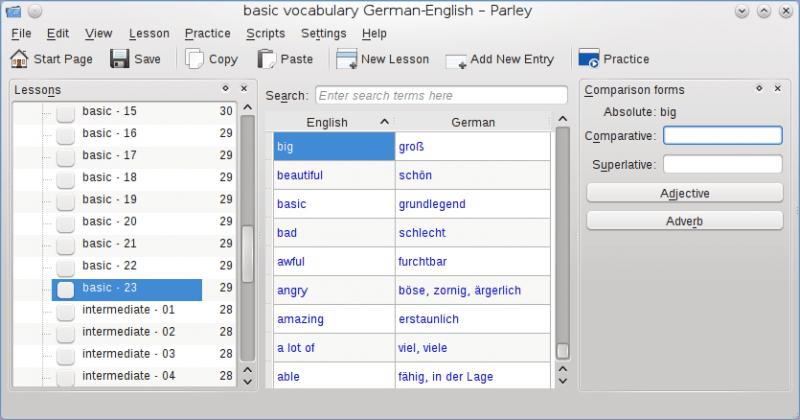 basic vocabulary German-English – Parley
File Edit View Lesson Practice Scripts Settings Help
Start Page Save Copy Paste New Lesson Add New Entry Practice
Lessons
basic - 15 30
basic - 16 29
basic - 17 29
basic - 18 29
basic - 19 29
basic - 20 29
basic - 21 29
basic - 22 29
basic - 23 29
intermediate - 01 28
intermediate - 02 28
intermediate - 03 28
intermediate - 04 28
Search: Enter search terms here
English German
big groß
beautiful schön
basic grundlegend
bad schlecht
awful furchtbar
angry böse, zornig, ärgerlich
amazing erstaunlich
a lot of viel, viele
able fähig, in der Lage
Comparison forms
Absolute: big
Comparative:
Superlative:
Adjective
Adverb